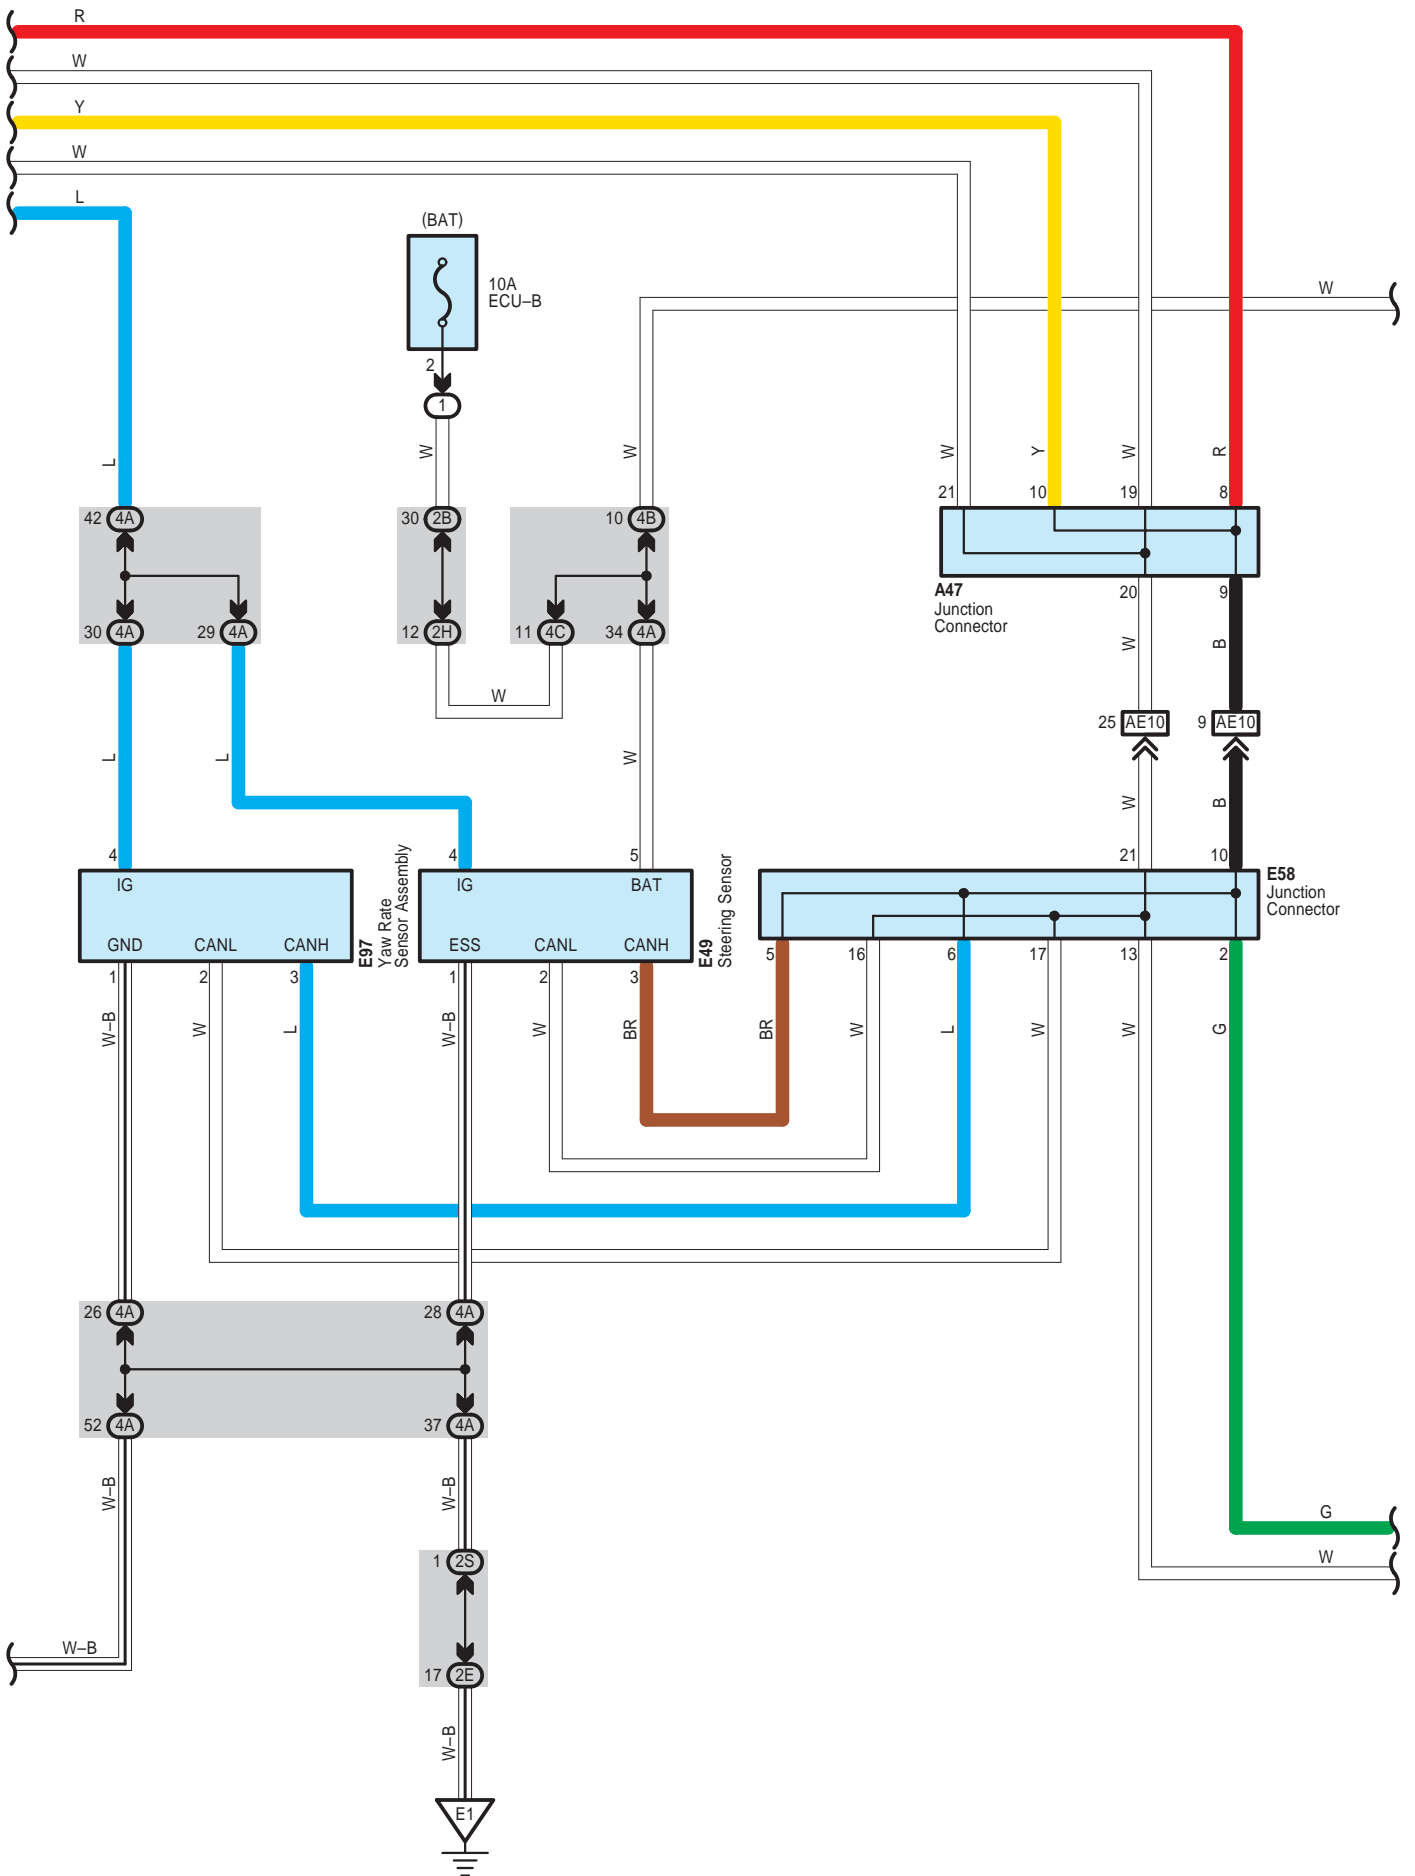 R
W
Y
W
L
(BAT)
10A
ECU–B
W
2
1
L
W
W
W
Y
W
R
21
10
19
8
42 4A
30 2B
10 4B
A47
Junction
Connector
20
9
30 4A
29 4A
12 2H
11 4C
34 4A
W
B
W
25 AE10
9 AE10
L
L
W
W
B
4
4
5
21
10
IG
IG
BAT
E58
Junction
Connector
GND
CANL
CANH
E97
Yaw Rate
Sensor Assembly
ESS
CANL
CANH
E49
Steering Sensor
1
2
3
1
2
3
5
16
6
17
13
2
W–B
W
L
W–B
W
BR
BR
W
L
W
W
G
26 4A
28 4A
52 4A
37 4A
W–B
W–B
G
W
1 2S
W–B
17 2E
W–B
E1